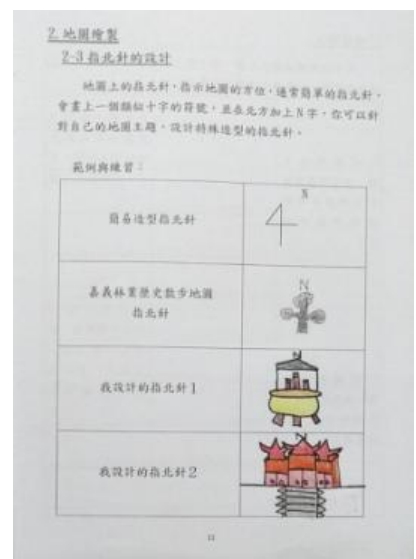 2. 地圖繪製
2-3 指北針的設計
地圖上的指北針,指示地圖的方位,通常簡單的指北針,
會畫上一個類似十字的符號,並在北方加上N字,你可以針
對自己的地圖主題,設計特殊造型的指北針。
範例與練習:
簡易造型指北針
N
嘉義林業歷史散步地圖
指北針
N
我設計的指北針1
N
我設計的指北針2
N